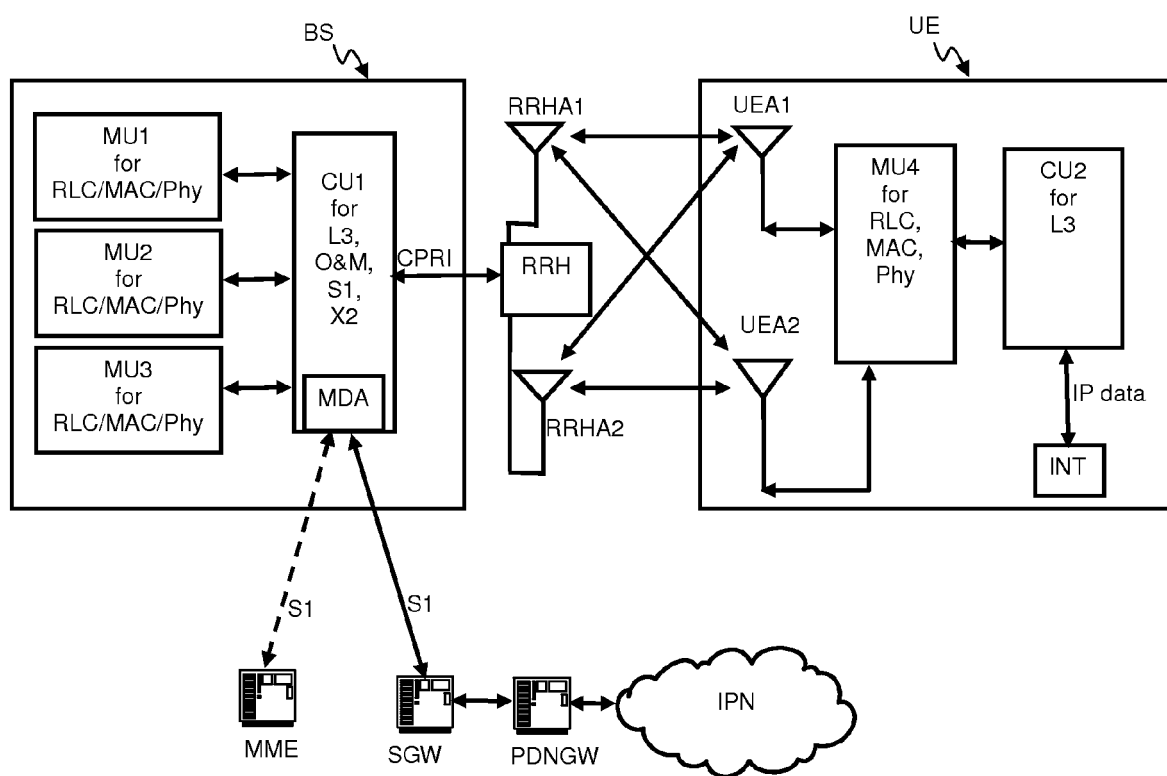 BS
UE
MU1
for
RLC/MAC/Phy
MU2
for
RLC/MAC/Phy
MU3
for
RLC/MAC/Phy
CU1
for
L3,
O&M,
S1,
X2
MDA
CPRI
RRHA1
RRH
RRHA2
UEA1
UEA2
MU4
for
RLC,
MAC,
Phy
CU2
for
L3
IP data
INT
S1
S1
MME
SGW
PDNGW
IPN